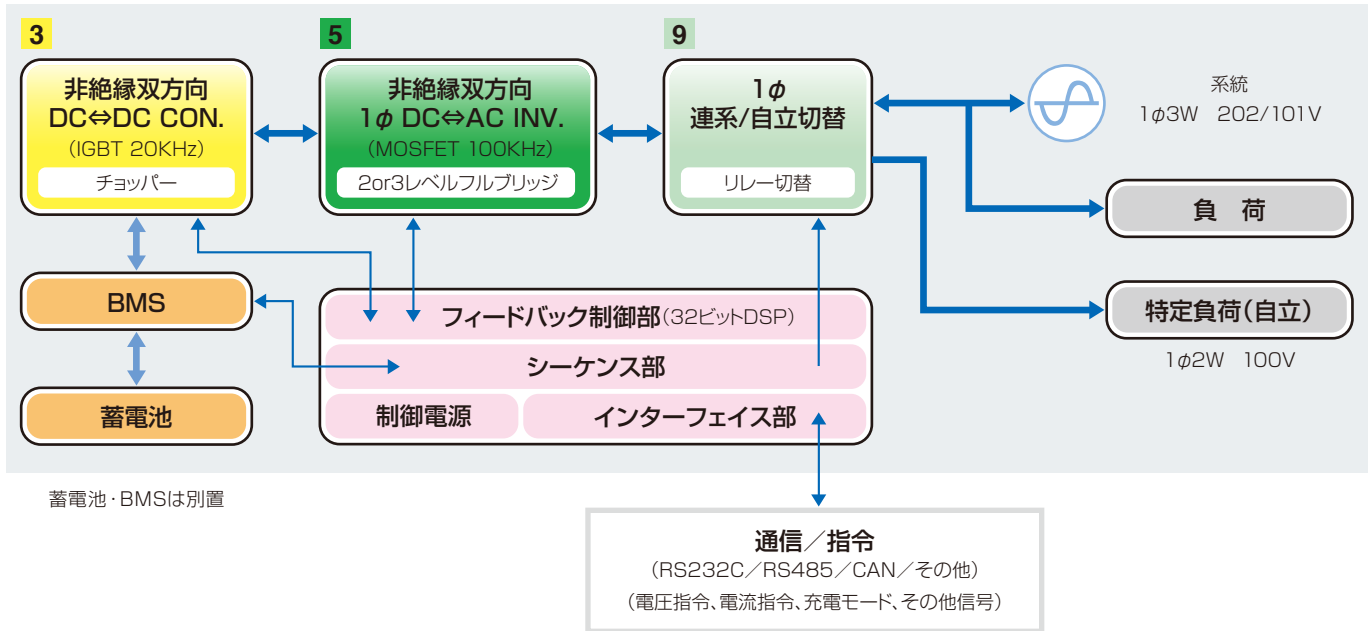 3
非絶縁双方向
DC⇔DC CON.
(IGBT 20KHz)
チョッパー
5
非絶縁双方向
1φ DC⇔AC INV.
(MOSFET 100KHz)
2or3レベルフルブリッジ
9
1φ
連系/自立切替
リレー切替
系統
1φ3W 202/101V
負 荷
特定負荷(自立)
1φ2W 100V
BMS
蓄電池
フィードバック制御部(32ビットDSP)
シーケンス部
制御電源
インターフェイス部
蓄電池・BMSは別置
通信/指令
(RS232C/RS485/CAN/その他)
(電圧指令、電流指令、充電モード、その他信号)